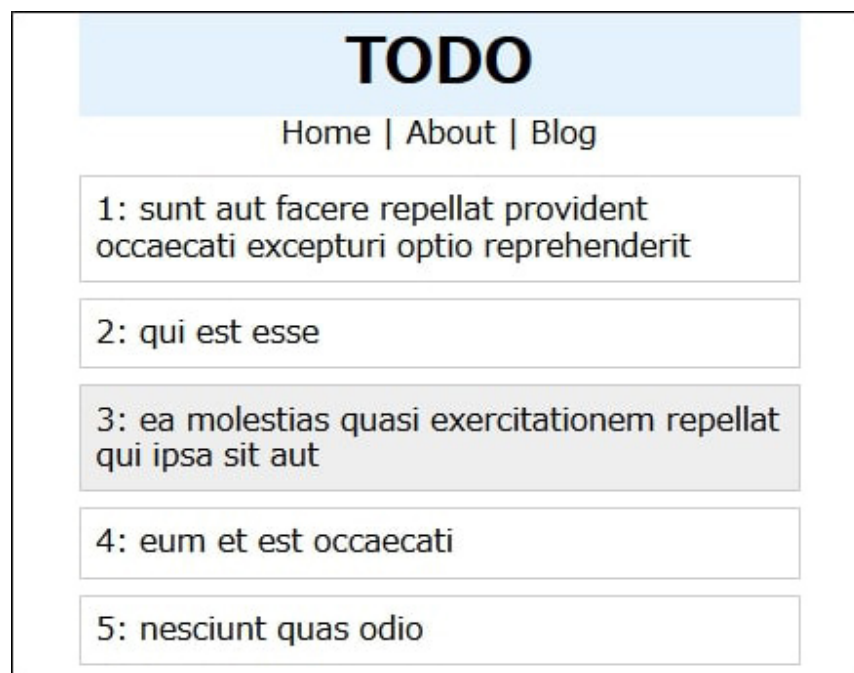 TODO
Home | About | Blog
1: sunt aut facere repellat provident
occaecati excepturi optio reprehenderit
2: qui est esse
3: ea molestias quasi exercitationem repellat
qui ipsa sit aut
4: eum et est occaecati
5: nesciunt quas odio